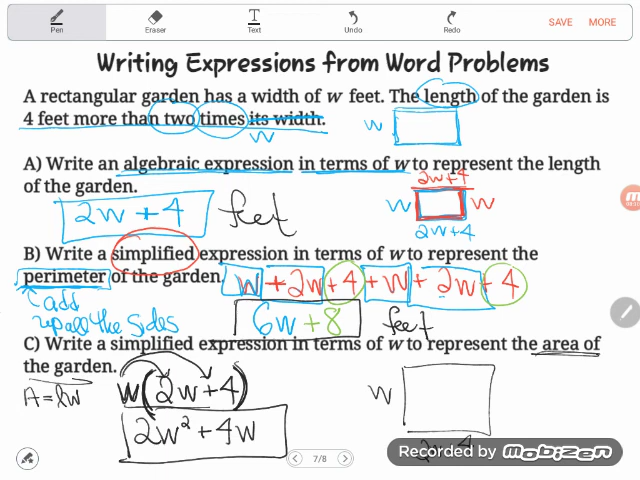 SAVE MORE
Pen Eraser Text Undo Redo
Writing Expressions from Word Problems
A rectangular garden has a width of w feet. The length of the garden is
4 feet more than two times its width.
w
w
A) Write an algebraic expression in terms of w to represent the length
of the garden.
2w+4
2w + 4 feet
w w
2w+4
B) Write a simplified expression in terms of w to represent the
perimeter of the garden.
w + 2w + 4 + w + 2w + 4
add
up all the sides
6w + 8 feet
C) Write a simplified expression in terms of w to represent the area of
the garden.
A = lw
w(2w+4)
w
2w² + 4w
2w+4
7/8
Recorded by Mobizen